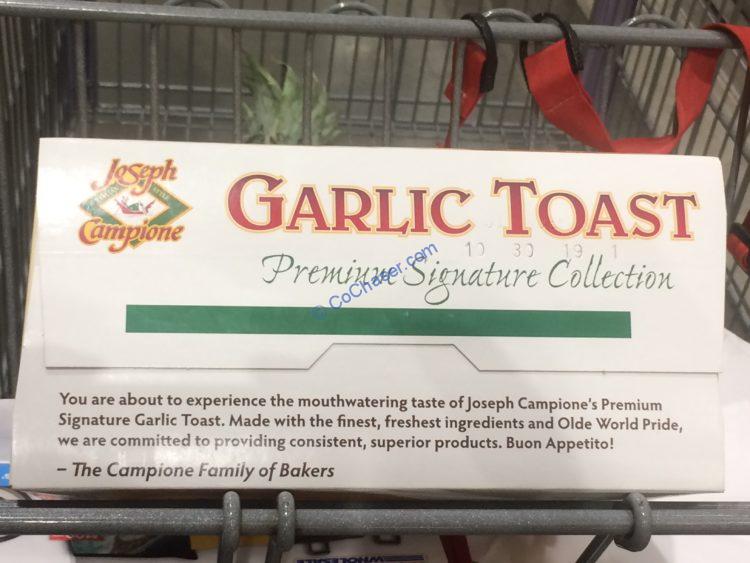 Joseph
Campione
GARLIC TOAST
10 30 19 1
Premium Signature Collection
© CoChaser.com
You are about to experience the mouthwatering taste of Joseph Campione's Premium
Signature Garlic Toast. Made with the finest, freshest ingredients and Olde World Pride,
we are committed to providing consistent, superior products. Buon Appetito!
– The Campione Family of Bakers
WHOLESALE